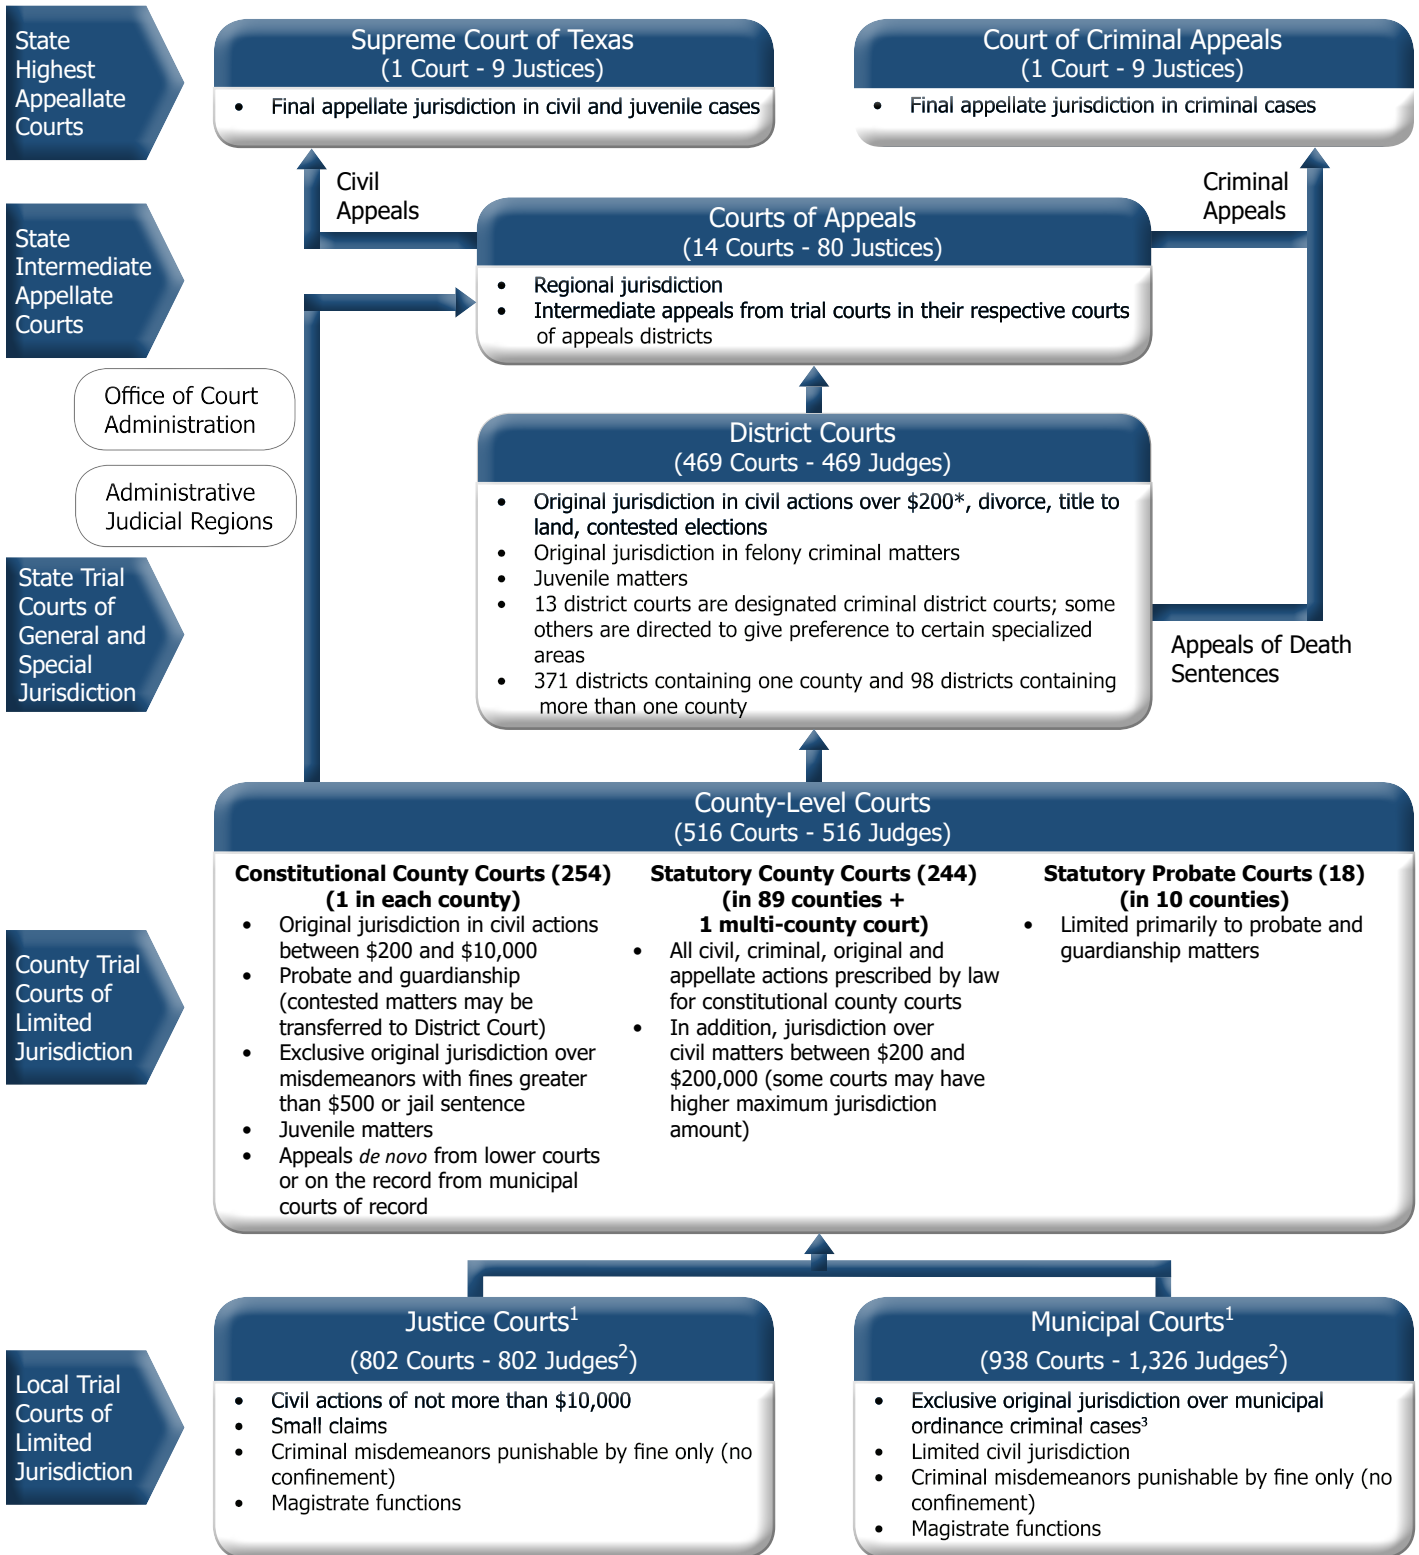 State
Highest
Appeallate
Courts
Supreme Court of Texas
(1 Court - 9 Justices)
• Final appellate jurisdiction in civil and juvenile cases
Court of Criminal Appeals
(1 Court - 9 Justices)
• Final appellate jurisdiction in criminal cases
Civil
Appeals
Criminal
Appeals
State
Intermediate
Appellate
Courts
Courts of Appeals
(14 Courts - 80 Justices)
• Regional jurisdiction
• Intermediate appeals from trial courts in their respective courts
of appeals districts
Office of Court
Administration
Administrative
Judicial Regions
State Trial
Courts of
General and
Special
Jurisdiction
District Courts
(469 Courts - 469 Judges)
• Original jurisdiction in civil actions over $200*, divorce, title to
land, contested elections
• Original jurisdiction in felony criminal matters
• Juvenile matters
• 13 district courts are designated criminal district courts; some
others are directed to give preference to certain specialized
areas
• 371 districts containing one county and 98 districts containing
more than one county
Appeals of Death
Sentences
County Trial
Courts of
Limited
Jurisdiction
County-Level Courts
(516 Courts - 516 Judges)
Constitutional County Courts (254)
(1 in each county)
• Original jurisdiction in civil actions
between $200 and $10,000
• Probate and guardianship
(contested matters may be
transferred to District Court)
• Exclusive original jurisdiction over
misdemeanors with fines greater
than $500 or jail sentence
• Juvenile matters
• Appeals de novo from lower courts
or on the record from municipal
courts of record
Statutory County Courts (244)
(in 89 counties +
1 multi-county court)
• All civil, criminal, original and
appellate actions prescribed by law
for constitutional county courts
• In addition, jurisdiction over
civil matters between $200 and
$200,000 (some courts may have
higher maximum jurisdiction
amount)
Statutory Probate Courts (18)
(in 10 counties)
• Limited primarily to probate and
guardianship matters
Local Trial
Courts of
Limited
Jurisdiction
Justice Courts¹
(802 Courts - 802 Judges²)
• Civil actions of not more than $10,000
• Small claims
• Criminal misdemeanors punishable by fine only (no
confinement)
• Magistrate functions
Municipal Courts¹
(938 Courts - 1,326 Judges²)
• Exclusive original jurisdiction over municipal
ordinance criminal cases³
• Limited civil jurisdiction
• Criminal misdemeanors punishable by fine only (no
confinement)
• Magistrate functions